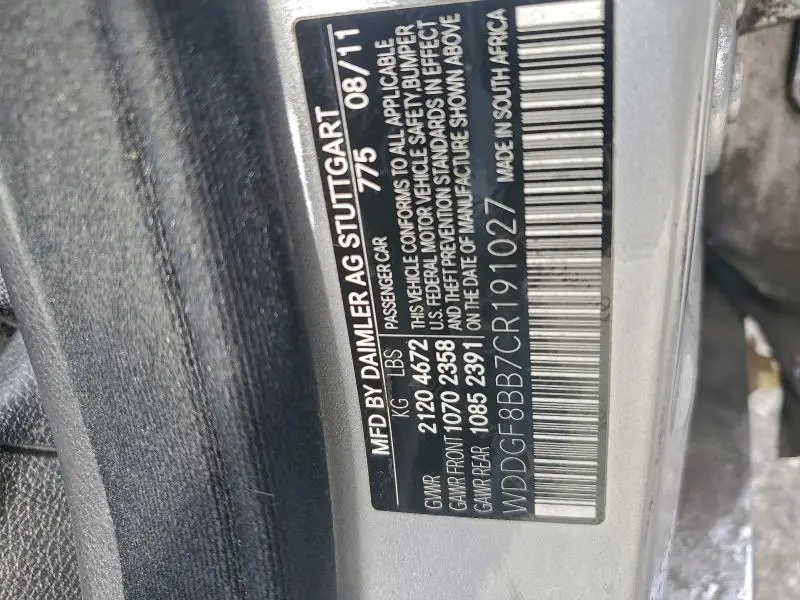 MFD BY DAIMLER AG STUTTGART
775 08/11
KG LBS PASSENGER CAR
GVWR 2120 4672 THIS VEHICLE CONFORMS TO ALL APPLICABLE
U.S. FEDERAL MOTOR VEHICLE SAFETY, BUMPER
GAWR FRONT 1070 2358 AND THEFT PREVENTION STANDARDS IN EFFECT
GAWR REAR 1085 2391 ON THE DATE OF MANUFACTURE SHOWN ABOVE
WDDGF8BB7CR191027 MADE IN SOUTH AFRICA